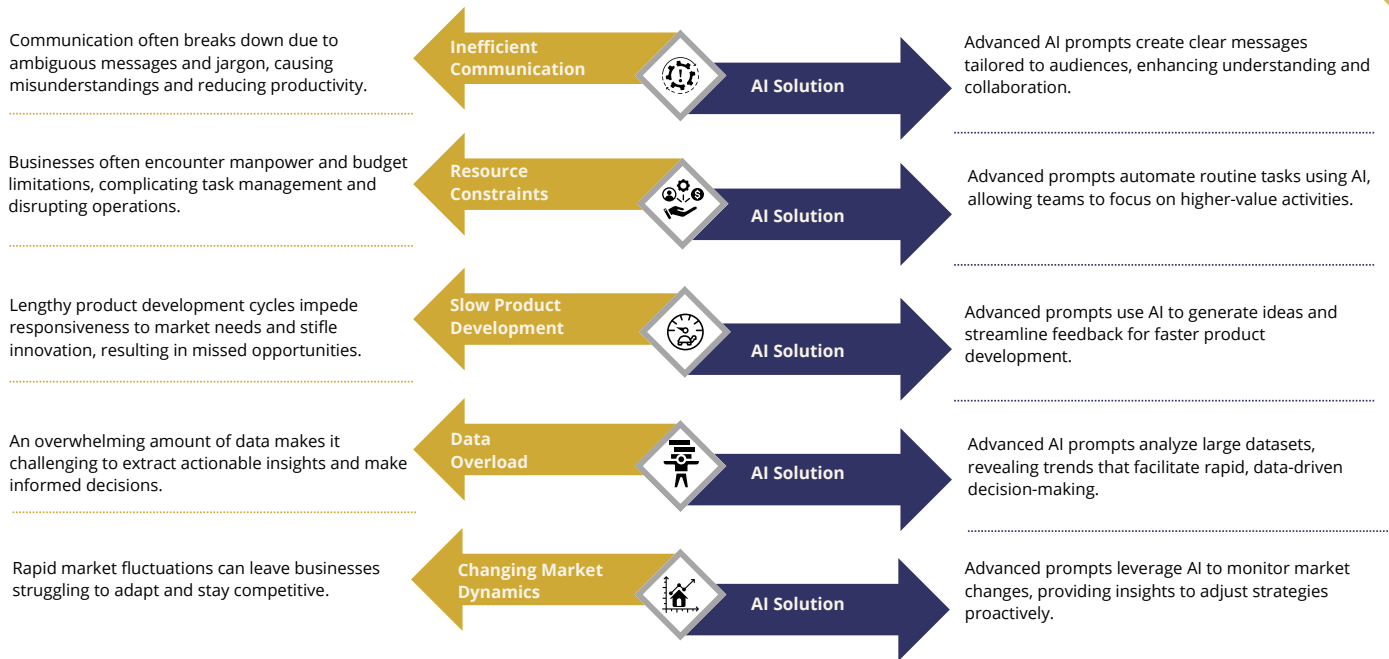 Communication often breaks down due to
ambiguous messages and jargon, causing
misunderstandings and reducing productivity.
Inefficient
Communication
AI Solution
Advanced AI prompts create clear messages
tailored to audiences, enhancing understanding and
collaboration.
Businesses often encounter manpower and budget
limitations, complicating task management and
disrupting operations.
Resource
Constraints
AI Solution
Advanced prompts automate routine tasks using AI,
allowing teams to focus on higher-value activities.
Lengthy product development cycles impede
responsiveness to market needs and stifle
innovation, resulting in missed opportunities.
Slow Product
Development
AI Solution
Advanced prompts use AI to generate ideas and
streamline feedback for faster product
development.
An overwhelming amount of data makes it
challenging to extract actionable insights and make
informed decisions.
Data
Overload
AI Solution
Advanced AI prompts analyze large datasets,
revealing trends that facilitate rapid, data-driven
decision-making.
Rapid market fluctuations can leave businesses
struggling to adapt and stay competitive.
Changing Market
Dynamics
AI Solution
Advanced prompts leverage AI to monitor market
changes, providing insights to adjust strategies
proactively.